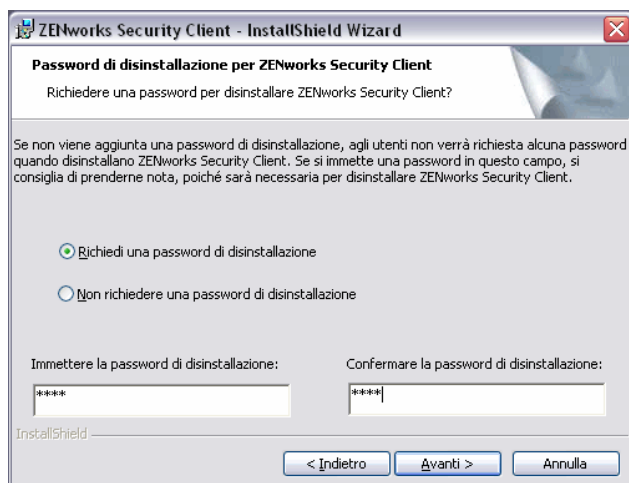 ZENworks Security Client - InstallShield Wizard
Password di disinstallazione per ZENworks Security Client
Richiedere una password per disinstallare ZENworks Security Client?
Se non viene aggiunta una password di disinstallazione, agli utenti non verrà richiesta alcuna password
quando disinstallano ZENworks Security Client. Se si immette una password in questo campo, si
consiglia di prenderne nota, poiché sarà necessaria per disinstallare ZENworks Security Client.
Richiedi una password di disinstallazione
Non richiedere una password di disinstallazione
Immettere la password di disinstallazione: Confermare la password di disinstallazione:
**** ****
InstallShield
< Indietro Avanti > Annulla